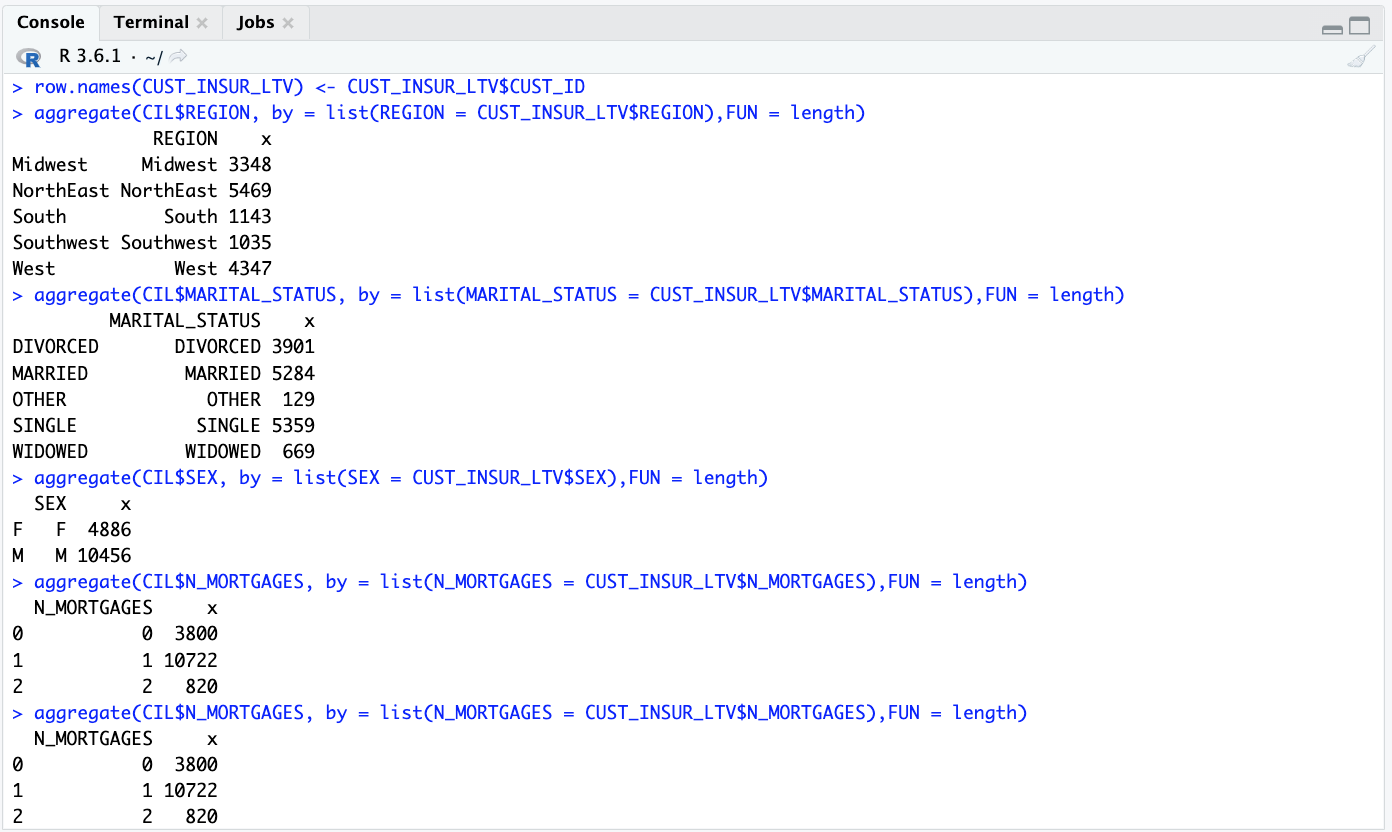 Console Terminal × Jobs ×
R R 3.6.1 · ~/
> row.names(CUST_INSUR_LTV) <- CUST_INSUR_LTV$CUST_ID
> aggregate(CIL$REGION, by = list(REGION = CUST_INSUR_LTV$REGION),FUN = length)
             REGION    x
Midwest     Midwest 3348
NorthEast NorthEast 5469
South         South 1143
Southwest Southwest 1035
West           West 4347
> aggregate(CIL$MARITAL_STATUS, by = list(MARITAL_STATUS = CUST_INSUR_LTV$MARITAL_STATUS),FUN = length)
         MARITAL_STATUS    x
DIVORCED       DIVORCED 3901
MARRIED         MARRIED 5284
OTHER             OTHER  129
SINGLE           SINGLE 5359
WIDOWED         WIDOWED  669
> aggregate(CIL$SEX, by = list(SEX = CUST_INSUR_LTV$SEX),FUN = length)
  SEX     x
F   F  4886
M   M 10456
> aggregate(CIL$N_MORTGAGES, by = list(N_MORTGAGES = CUST_INSUR_LTV$N_MORTGAGES),FUN = length)
  N_MORTGAGES     x
0           0  3800
1           1 10722
2           2   820
> aggregate(CIL$N_MORTGAGES, by = list(N_MORTGAGES = CUST_INSUR_LTV$N_MORTGAGES),FUN = length)
  N_MORTGAGES     x
0           0  3800
1           1 10722
2           2   820